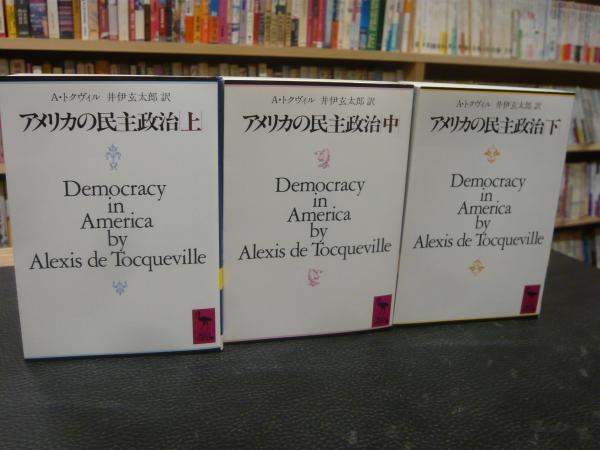 A・トクヴィル 井伊玄太郎 訳
アメリカの民主政治 上
Democracy
in
America
by
Alexis de Tocqueville
A・トクヴィル 井伊玄太郎 訳
アメリカの民主政治 中
Democracy
in
America
by
Alexis de Tocqueville
A・トクヴィル 井伊玄太郎 訳
アメリカの民主政治 下
Democracy
in
America
by
Alexis de Tocqueville